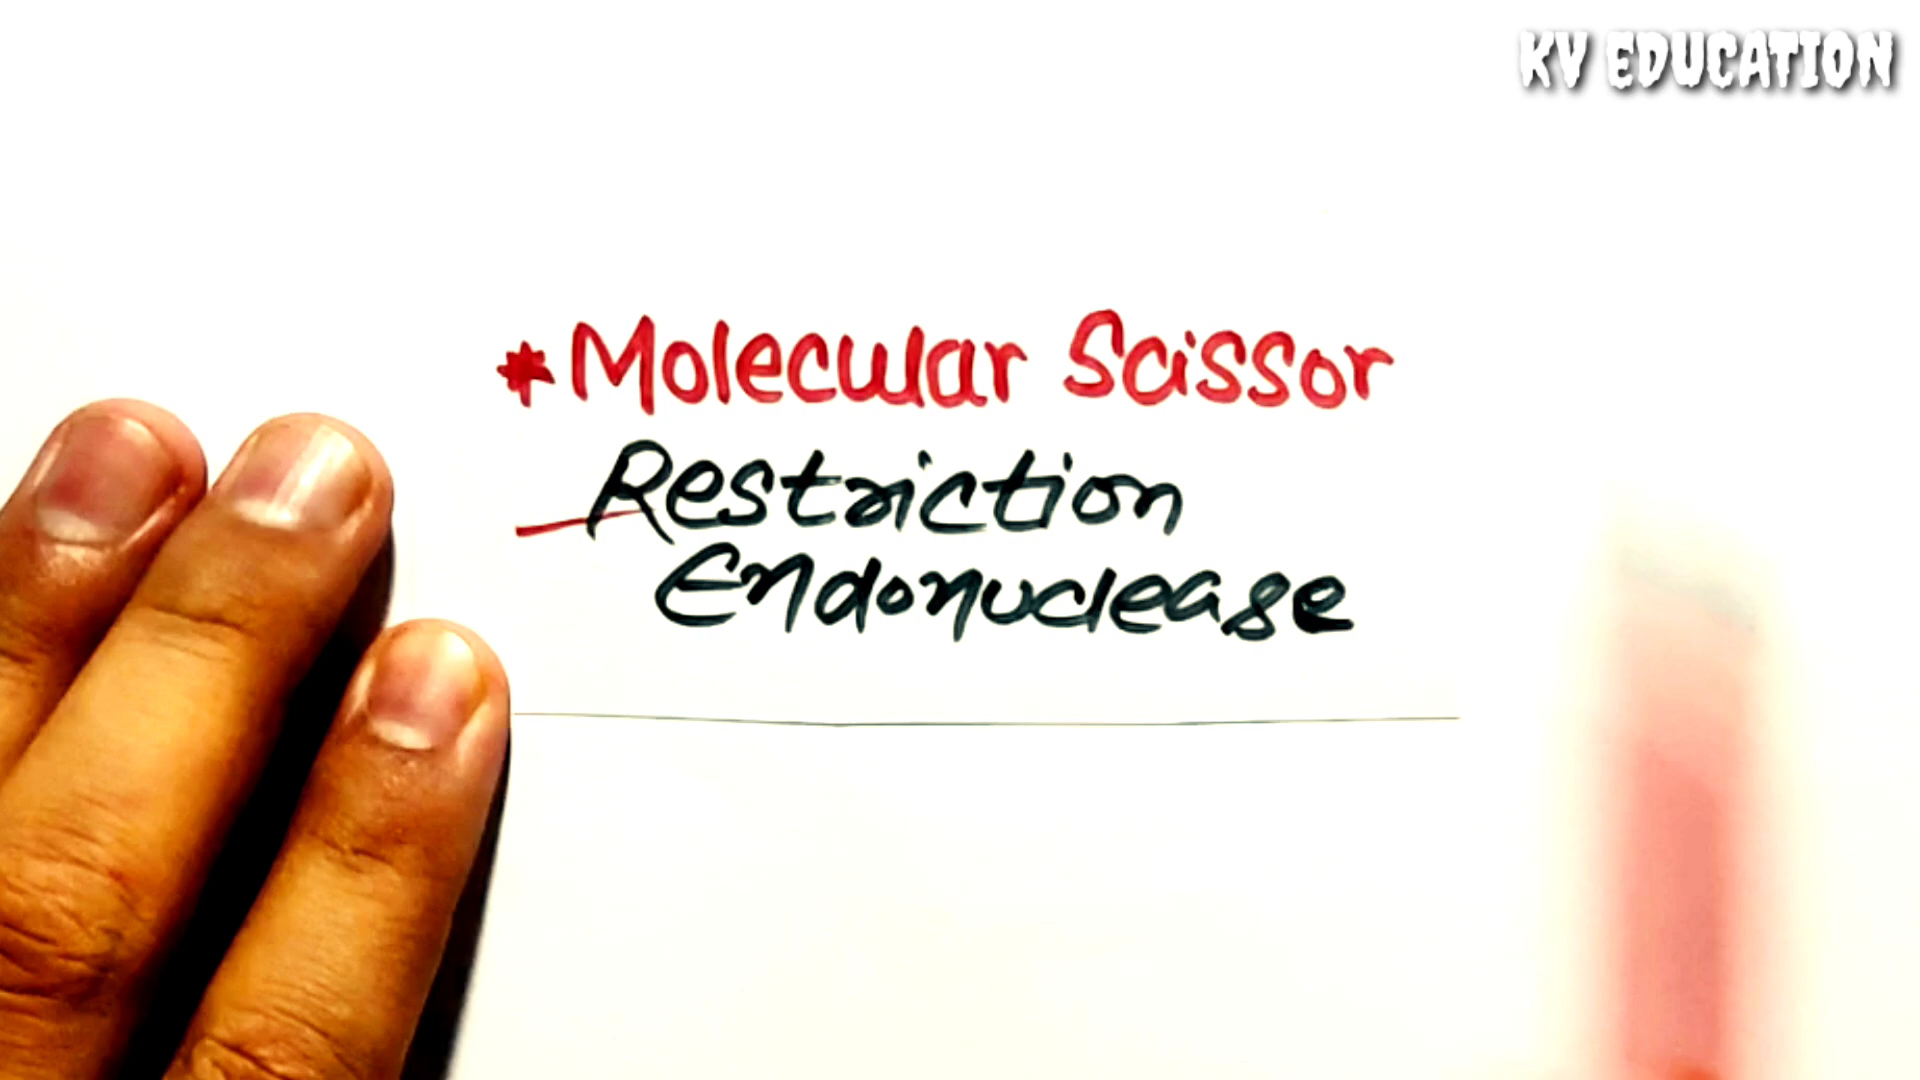 KV EDUCATION
* Molecular Scissor
Restriction
Endonuclease